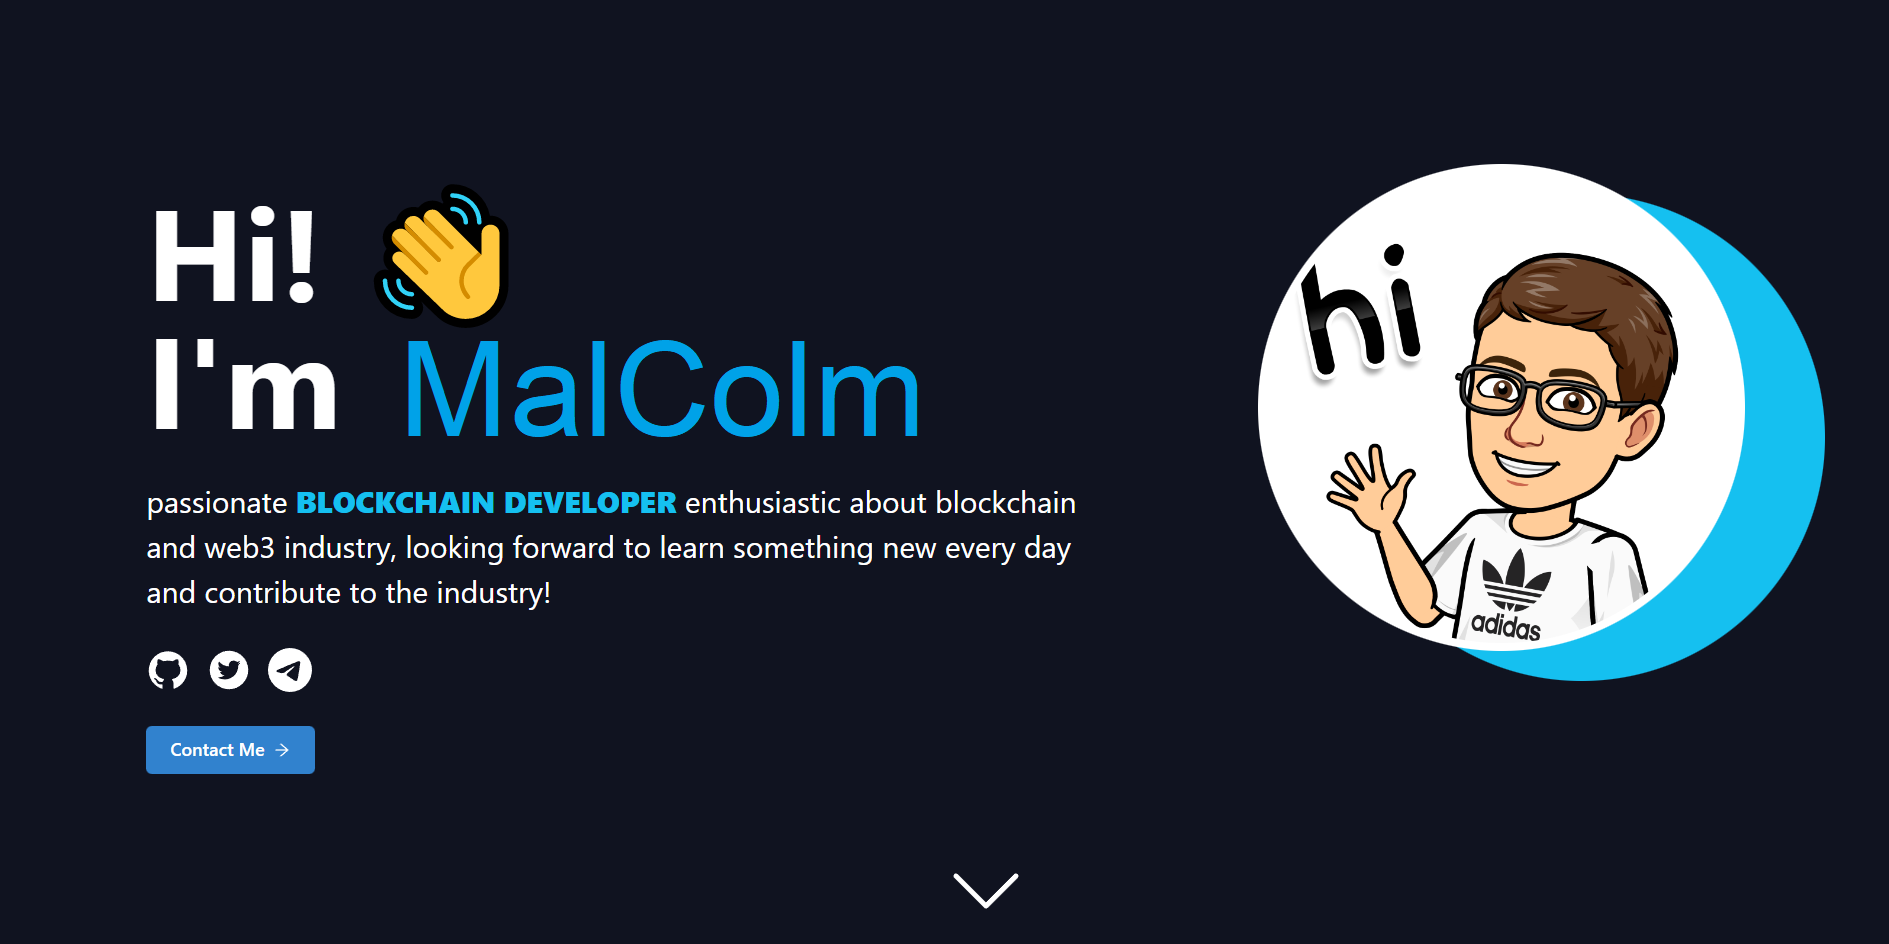 Hi!
I'm MalColm
passionate BLOCKCHAIN DEVELOPER enthusiastic about blockchain
and web3 industry, looking forward to learn something new every day
and contribute to the industry!
Contact Me
hi
adidas